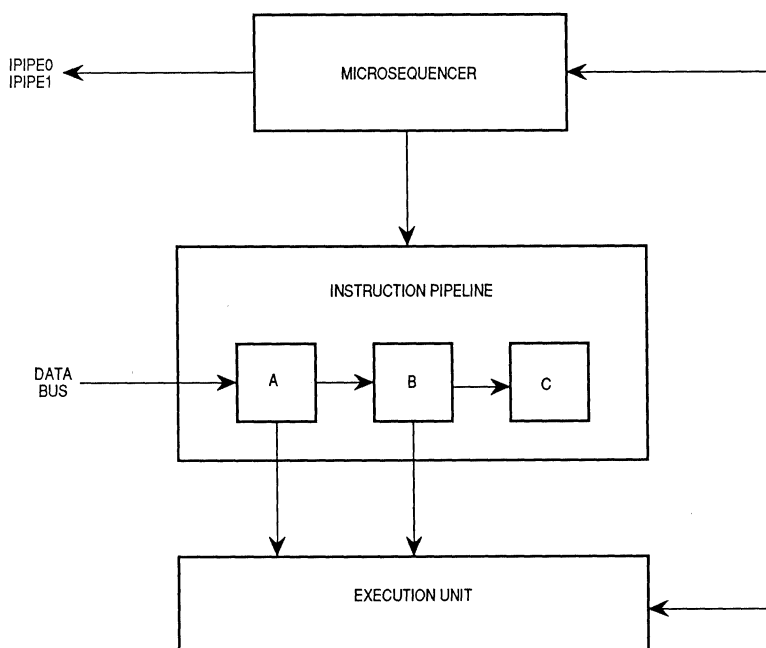 IPIPE0
IPIPE1
MICROSEQUENCER
INSTRUCTION PIPELINE
DATA
BUS
A
B
C
EXECUTION UNIT